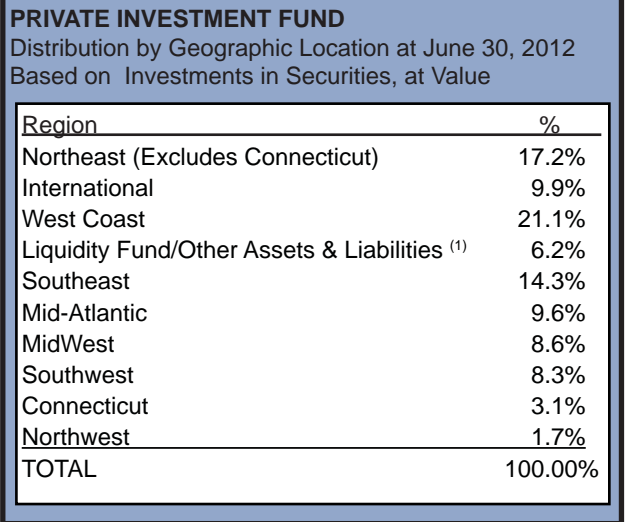 PRIVATE INVESTMENT FUND
Distribution by Geographic Location at June 30, 2012
Based on Investments in Securities, at Value
Region %
Northeast (Excludes Connecticut) 17.2%
International 9.9%
West Coast 21.1%
Liquidity Fund/Other Assets & Liabilities (1) 6.2%
Southeast 14.3%
Mid-Atlantic 9.6%
MidWest 8.6%
Southwest 8.3%
Connecticut 3.1%
Northwest 1.7%
TOTAL 100.00%